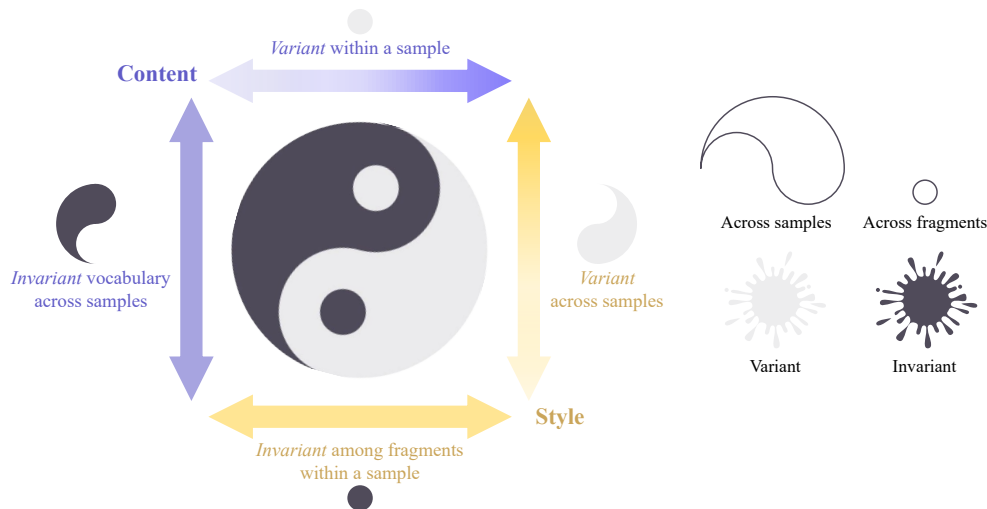 Variant within a sample
Content
Invariant vocabulary
across samples
Variant
across samples
Style
Invariant among fragments
within a sample
Across samples
Across fragments
Variant
Invariant